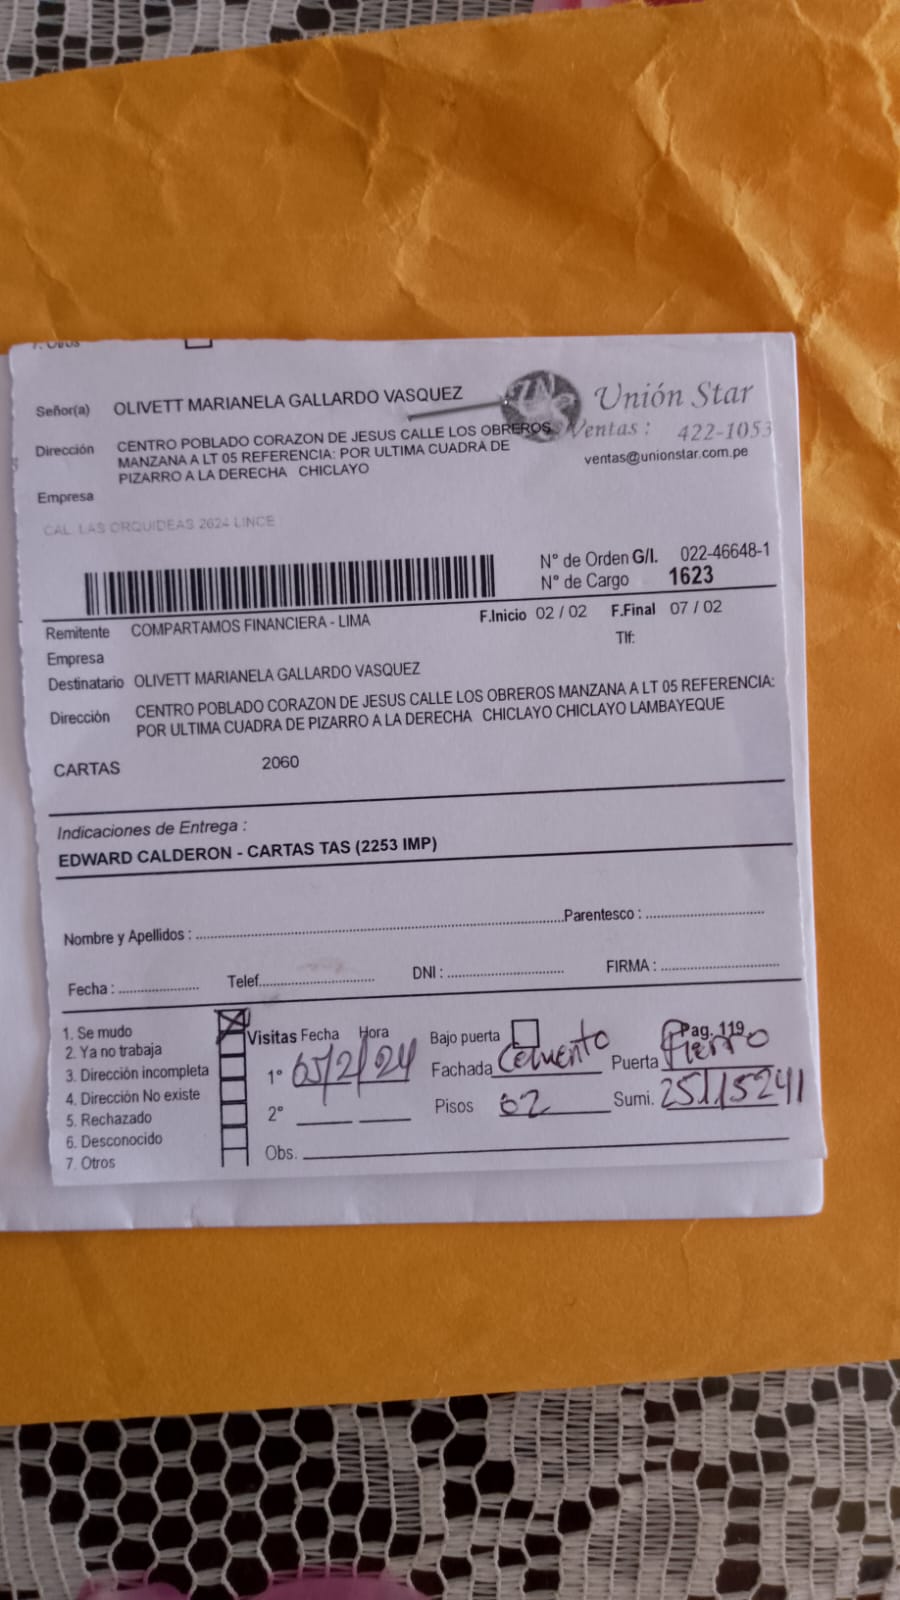 7. Otros
Señor(a) OLIVETT MARIANELA GALLARDO VASQUEZ
Unión Star
Dirección CENTRO POBLADO CORAZON DE JESUS CALLE LOS OBREROS
MANZANA A LT 05 REFERENCIA: POR ULTIMA CUADRA DE
PIZARRO A LA DERECHA CHICLAYO
Ventas : 422-1053
ventas@unionstar.com.pe
Empresa
CAL. LAS ORQUIDEAS 2624 LINCE
N° de Orden G/I. 022-46648-1
N° de Cargo 1623
Remitente COMPARTAMOS FINANCIERA - LIMA
F.Inicio 02 / 02 F.Final 07 / 02
Empresa
Tlf:
Destinatario OLIVETT MARIANELA GALLARDO VASQUEZ
Dirección CENTRO POBLADO CORAZON DE JESUS CALLE LOS OBREROS MANZANA A LT 05 REFERENCIA:
POR ULTIMA CUADRA DE PIZARRO A LA DERECHA CHICLAYO CHICLAYO LAMBAYEQUE
CARTAS 2060
Indicaciones de Entrega :
EDWARD CALDERON - CARTAS TAS (2253 IMP)
Nombre y Apellidos : Parentesco :
Fecha : Telef. DNI : FIRMA :
1. Se mudo
2. Ya no trabaja
3. Dirección incompleta
4. Dirección No existe
5. Rechazado
6. Desconocido
7. Otros
Visitas Fecha Hora Bajo puerta Pag. 119
1° 05/2/24 Fachada Cemento Puerta Fierro
2° Pisos 02 Sumi. 25115241
Obs.